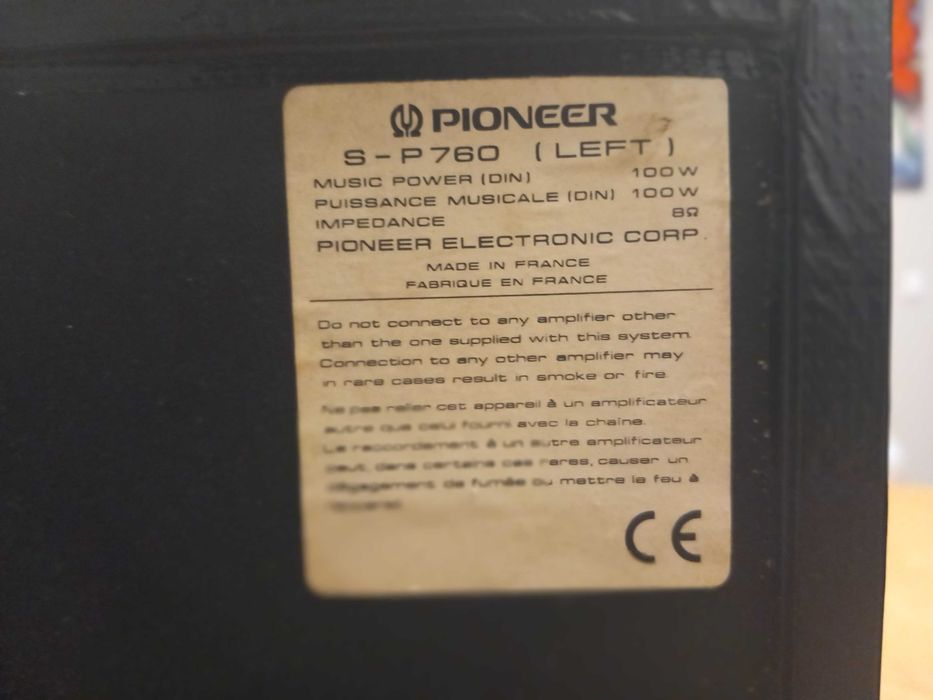 PIONEER
S-P760 (LEFT)
MUSIC POWER (DIN) 100W
PUISSANCE MUSICALE (DIN) 100W
IMPEDANCE 8Ω
PIONEER ELECTRONIC CORP.
MADE IN FRANCE
FABRIQUE EN FRANCE
Do not connect to any amplifier other
than the one supplied with this system.
Connection to any other amplifier may
in rare cases result in smoke or fire.
Ne pas relier cet appareil à un amplificateur
autre que celui fourni avec la chaîne.
Le raccordement à un autre amplificateur
peut, dans certains cas rares, causer un
dégagement de fumée ou mettre le feu à
CE